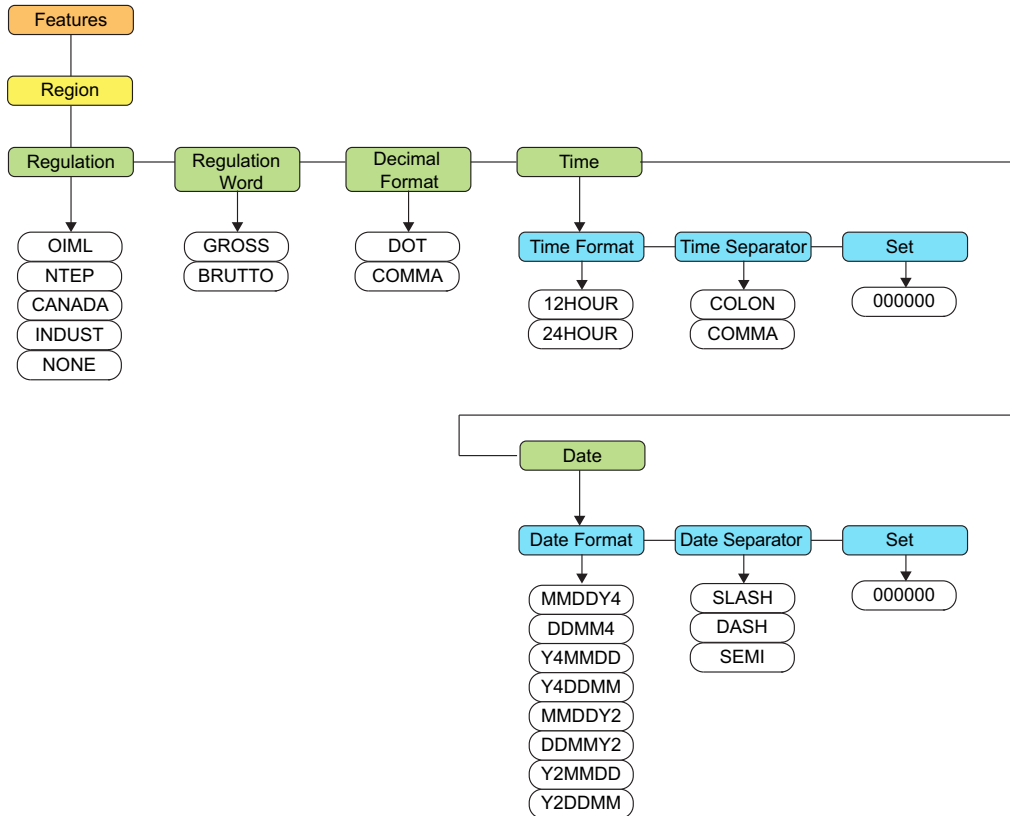 Features
Region
Regulation
Regulation
Word
Decimal
Format
Time
OIML
NTEP
CANADA
INDUST
NONE
GROSS
BRUTTO
DOT
COMMA
Time Format
Time Separator
Set
12HOUR
24HOUR
COLON
COMMA
000000
Date
Date Format
Date Separator
Set
MMDDY4
DDMM4
Y4MMDD
Y4DDMM
MMDDY2
DDMMY2
Y2MMDD
Y2DDMM
SLASH
DASH
SEMI
000000